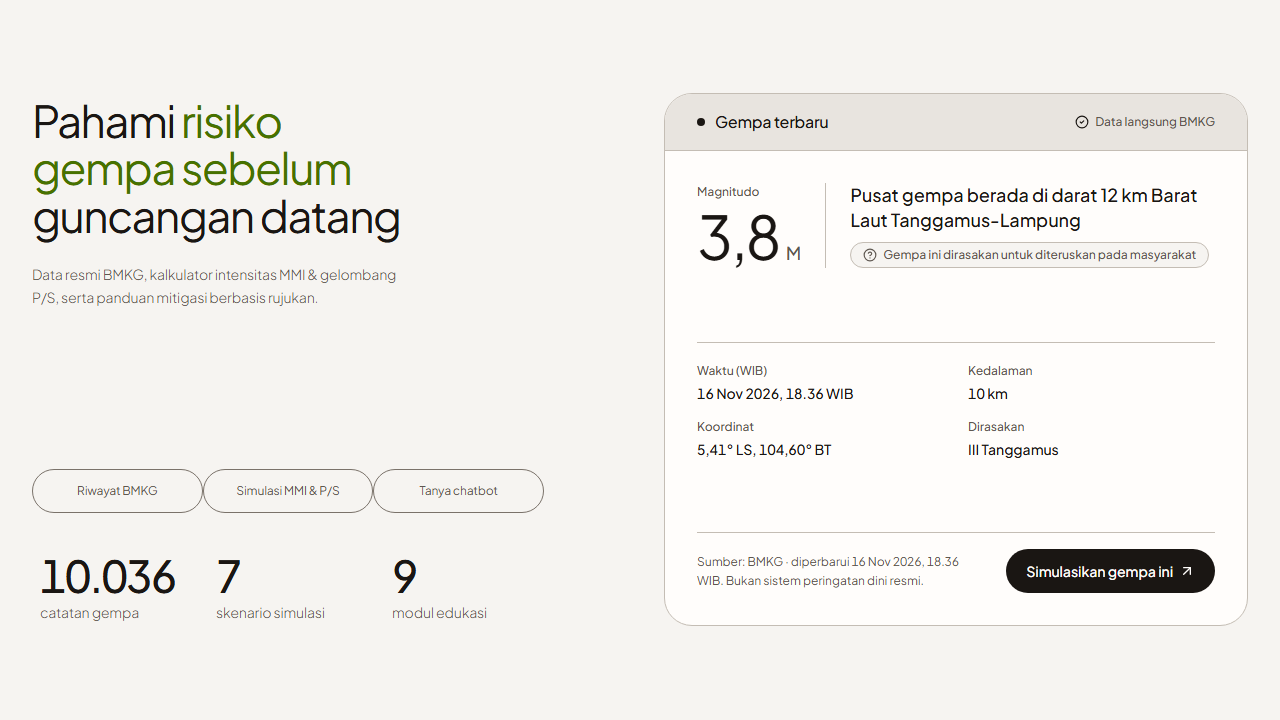 Pahami risiko
gempa sebelum
guncangan datang
Data resmi BMKG, kalkulator intensitas MMI & gelombang
P/S, serta panduan mitigasi berbasis rujukan.
Riwayat BMKG
Simulasi MMI & P/S
Tanya chatbot
10.036
catatan gempa
7
skenario simulasi
9
modul edukasi
Gempa terbaru
Data langsung BMKG
Magnitudo
3,8 M
Pusat gempa berada di darat 12 km Barat
Laut Tanggamus-Lampung
Gempa ini dirasakan untuk diteruskan pada masyarakat
Waktu (WIB)
16 Nov 2026, 18.36 WIB
Kedalaman
10 km
Koordinat
5,41° LS, 104,60° BT
Dirasakan
III Tanggamus
Sumber: BMKG · diperbarui 16 Nov 2026, 18.36
WIB. Bukan sistem peringatan dini resmi.
Simulasikan gempa ini